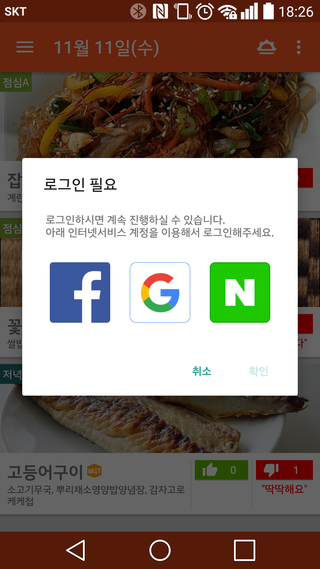 SKT
18:26
11월 11일(수)
점심A
잡
계란
로그인 필요
로그인하시면 계속 진행하실 수 있습니다.
아래 인터넷서비스 계정을 이용해서 로그인해주세요.
f
G
N
취소
확인
점심
꽃
쌀밥
다"
저녁
고등어구이
소고기무국, 뿌리채소영양밥양념장, 감자고로
케케첩
0
1
"딱딱해요"